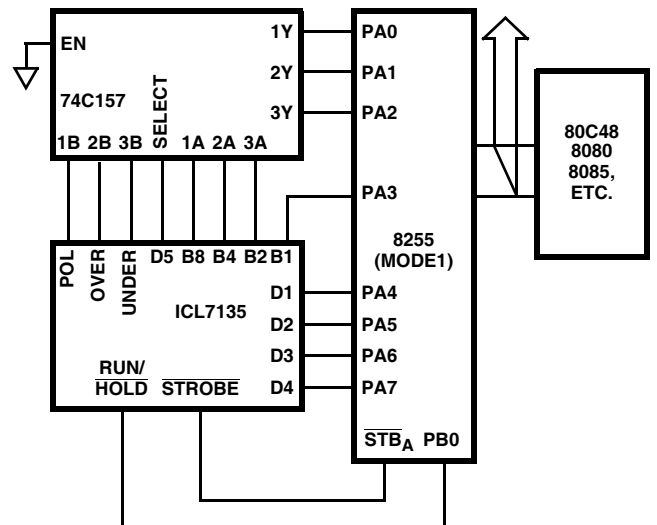 EN
74C157
1Y
2Y
3Y
1B 2B 3B SELECT 1A 2A 3A
PA0
PA1
PA2
PA3
8255
(MODE1)
PA4
PA5
PA6
PA7
STBA PB0
80C48
8080
8085,
ETC.
POL OVER UNDER D5 B8 B4 B2 B1
ICL7135
D1
D2
D3
D4
RUN/
HOLD STROBE